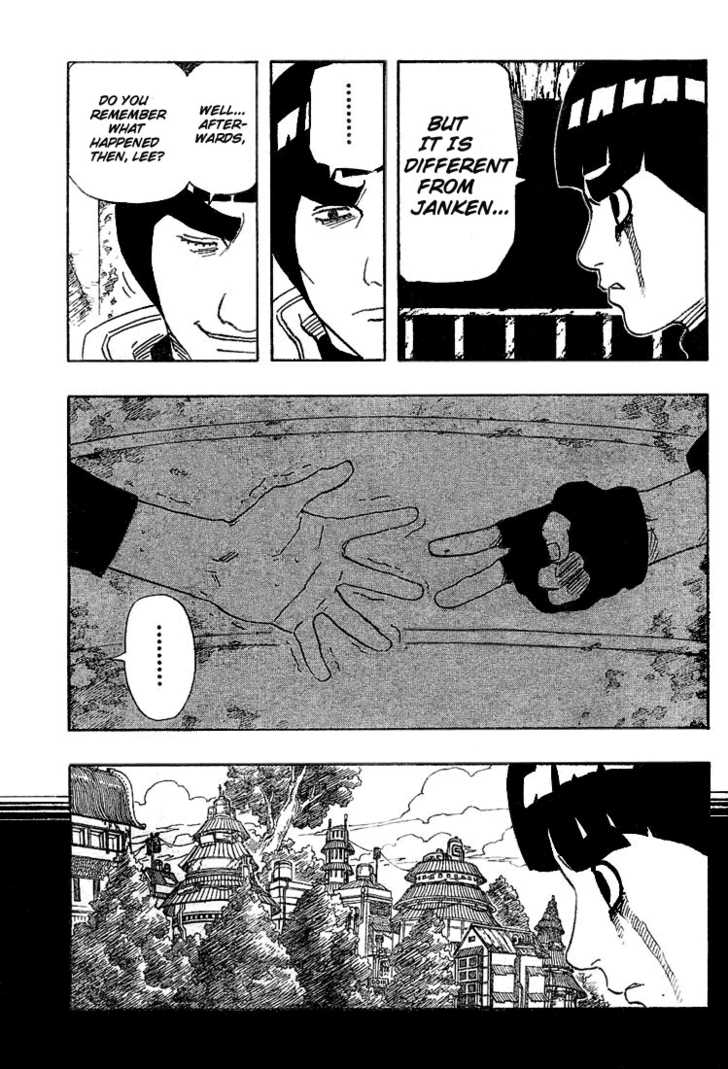 BUT
IT IS
DIFFERENT
FROM
JANKEN...
.........
WELL...
AFTER-
WARDS,
DO YOU
REMEMBER
WHAT
HAPPENED
THEN, LEE?
.........